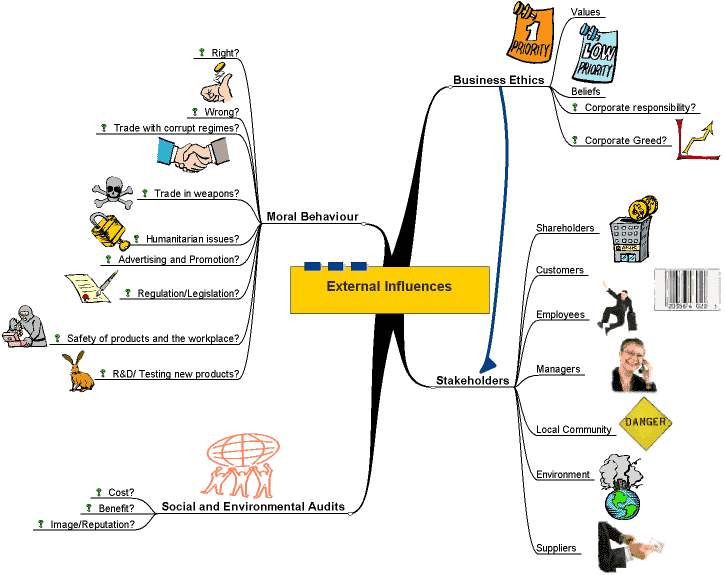 External Influences
Business Ethics
1
PRIORITY
LOW
PRIORITY
Values
Beliefs
? Corporate responsibility?
? Corporate Greed?
Stakeholders
Shareholders
Customers
Employees
Managers
Local Community
DANGER
Environment
Suppliers
Moral Behaviour
? Right?
? Wrong?
? Trade with corrupt regimes?
? Trade in weapons?
? Humanitarian issues?
? Advertising and Promotion?
? Regulation/Legislation?
? Safety of products and the workplace?
? R&D/ Testing new products?
Social and Environmental Audits
? Cost?
? Benefit?
? Image/Reputation?